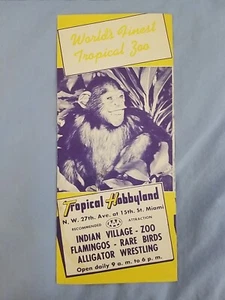 World's Finest
Tropical Zoo
Tropical Hobbyland
N. W. 27th. Ave. at 15th. St. Miami
RECOMMENDED AAA ATTRACTION
INDIAN VILLAGE - ZOO
FLAMINGOS - RARE BIRDS
ALLIGATOR WRESTLING
Open daily 9 a. m. to 6 p. m.